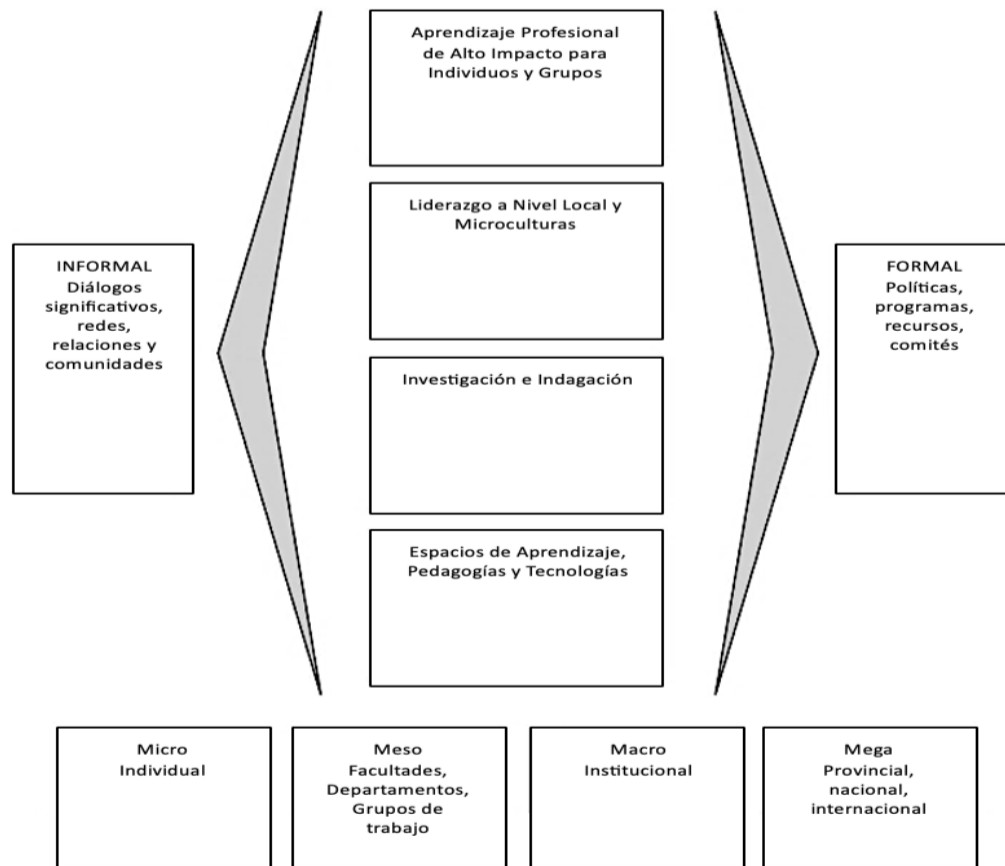 Aprendizaje Profesional
de Alto Impacto para
Individuos y Grupos
Liderazgo a Nivel Local y
Microculturas
INFORMAL
Diálogos
significativos,
redes,
relaciones y
comunidades
FORMAL
Políticas,
programas,
recursos,
comités
Investigación e Indagación
Espacios de Aprendizaje,
Pedagogías y Tecnologías
Micro
Individual
Meso
Facultades,
Departamentos,
Grupos de
trabajo
Macro
Institucional
Mega
Provincial,
nacional,
internacional